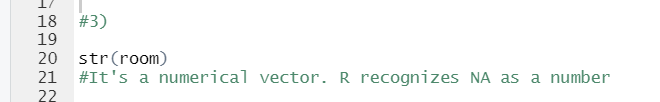 17
18 #3)
19
20 str(room)
21 #It's a numerical vector. R recognizes NA as a number
22